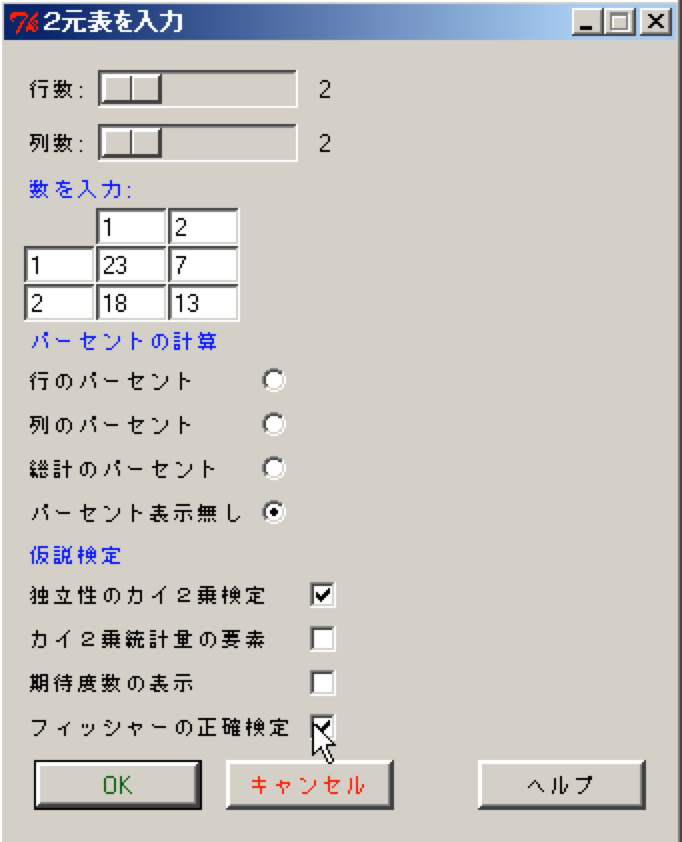 2元表を入力
行数: 2
列数: 2
数を入力:
1 2
1 23 7
2 18 13
パーセントの計算
行のパーセント
列のパーセント
総計のパーセント
パーセント表示無し
仮説検定
独立性のカイ2乗検定
カイ2乗統計量の要素
期待度数の表示
フィッシャーの正確検定
OK キャンセル ヘルプ